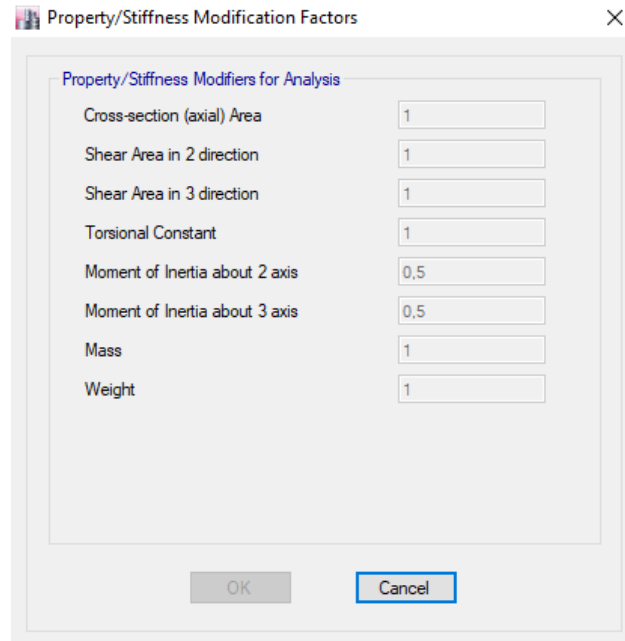 Property/Stiffness Modification Factors
Property/Stiffness Modifiers for Analysis
Cross-section (axial) Area 1
Shear Area in 2 direction 1
Shear Area in 3 direction 1
Torsional Constant 1
Moment of Inertia about 2 axis 0,5
Moment of Inertia about 3 axis 0,5
Mass 1
Weight 1
OK Cancel